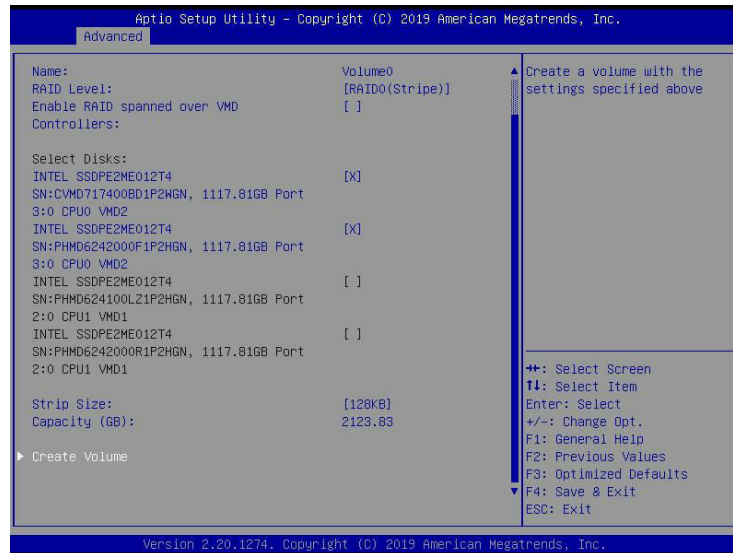 Aptio Setup Utility – Copyright (C) 2019 American Megatrends, Inc.
Advanced
Name: Volume0
RAID Level: [RAID0(Stripe)]
Enable RAID spanned over VMD [ ]
Controllers:
Select Disks:
INTEL SSDPE2ME012T4 [X]
SN:CVMD717400BD1P2WGN, 1117.81GB Port
3:0 CPU0 VMD2
INTEL SSDPE2ME012T4 [X]
SN:PHMD6242000F1P2HGN, 1117.81GB Port
3:0 CPU0 VMD2
INTEL SSDPE2ME012T4 [ ]
SN:PHMD624100LZ1P2HGN, 1117.81GB Port
2:0 CPU1 VMD1
INTEL SSDPE2ME012T4 [ ]
SN:PHMD6242000R1P2HGN, 1117.81GB Port
2:0 CPU1 VMD1
Strip Size: [128KB]
Capacity (GB): 2123.83
Create Volume
Create a volume with the
settings specified above
→←: Select Screen
↑↓: Select Item
Enter: Select
+/-: Change Opt.
F1: General Help
F2: Previous Values
F3: Optimized Defaults
F4: Save & Exit
ESC: Exit
Version 2.20.1274. Copyright (C) 2019 American Megatrends, Inc.